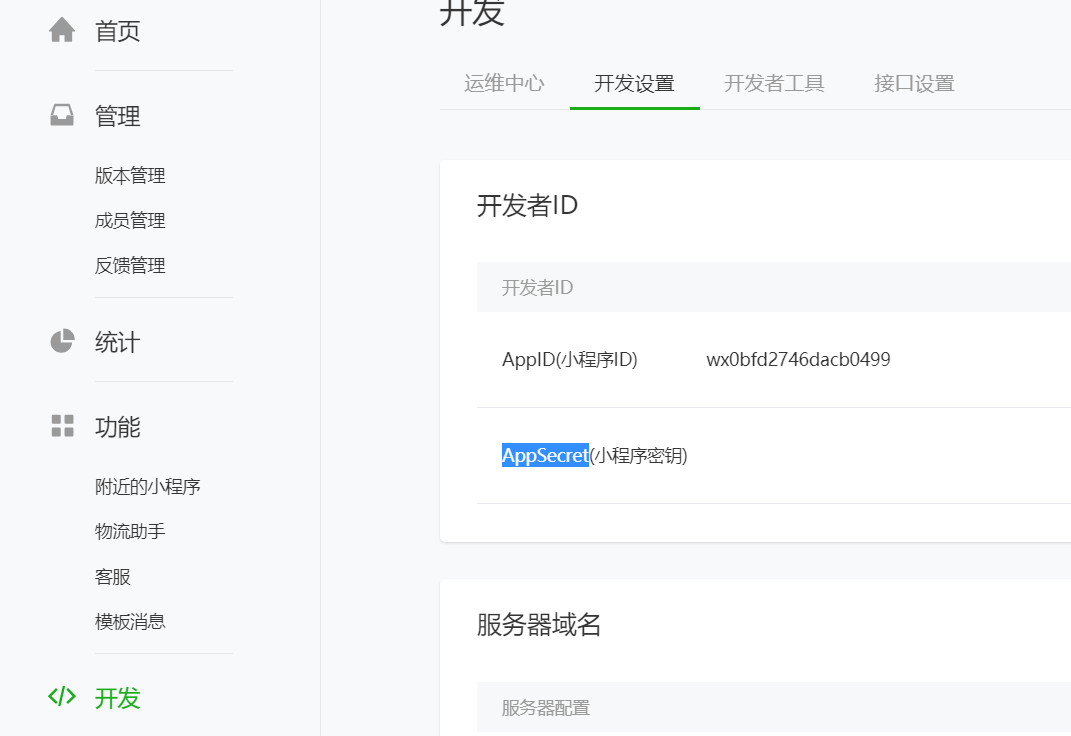 首页
管理
版本管理
成员管理
反馈管理
统计
功能
附近的小程序
物流助手
客服
模板消息
开发
开发
运维中心 开发设置 开发者工具 接口设置
开发者ID
开发者ID
AppID(小程序ID) wx0bfd2746dacb0499
AppSecret(小程序密钥)
服务器域名
服务器配置